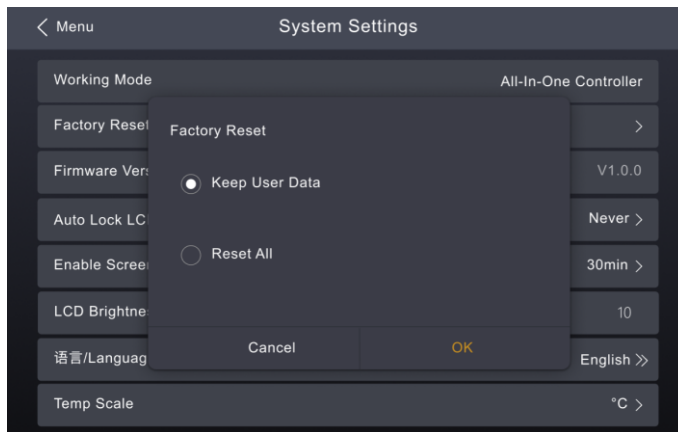 Menu
System Settings
Working Mode
All-In-One Controller
Factory Reset
Factory Reset
Keep User Data
Reset All
Cancel
OK
Firmware Vers
V1.0.0
Auto Lock LC
Never
Enable Scree
30min
LCD Brightne
10
语言/Languag
English
Temp Scale
°C